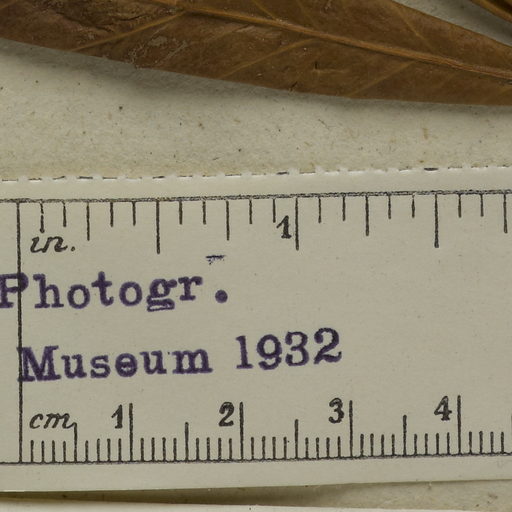 in. 1
Photogr.
Museum 1932
cm 1 2 3 4